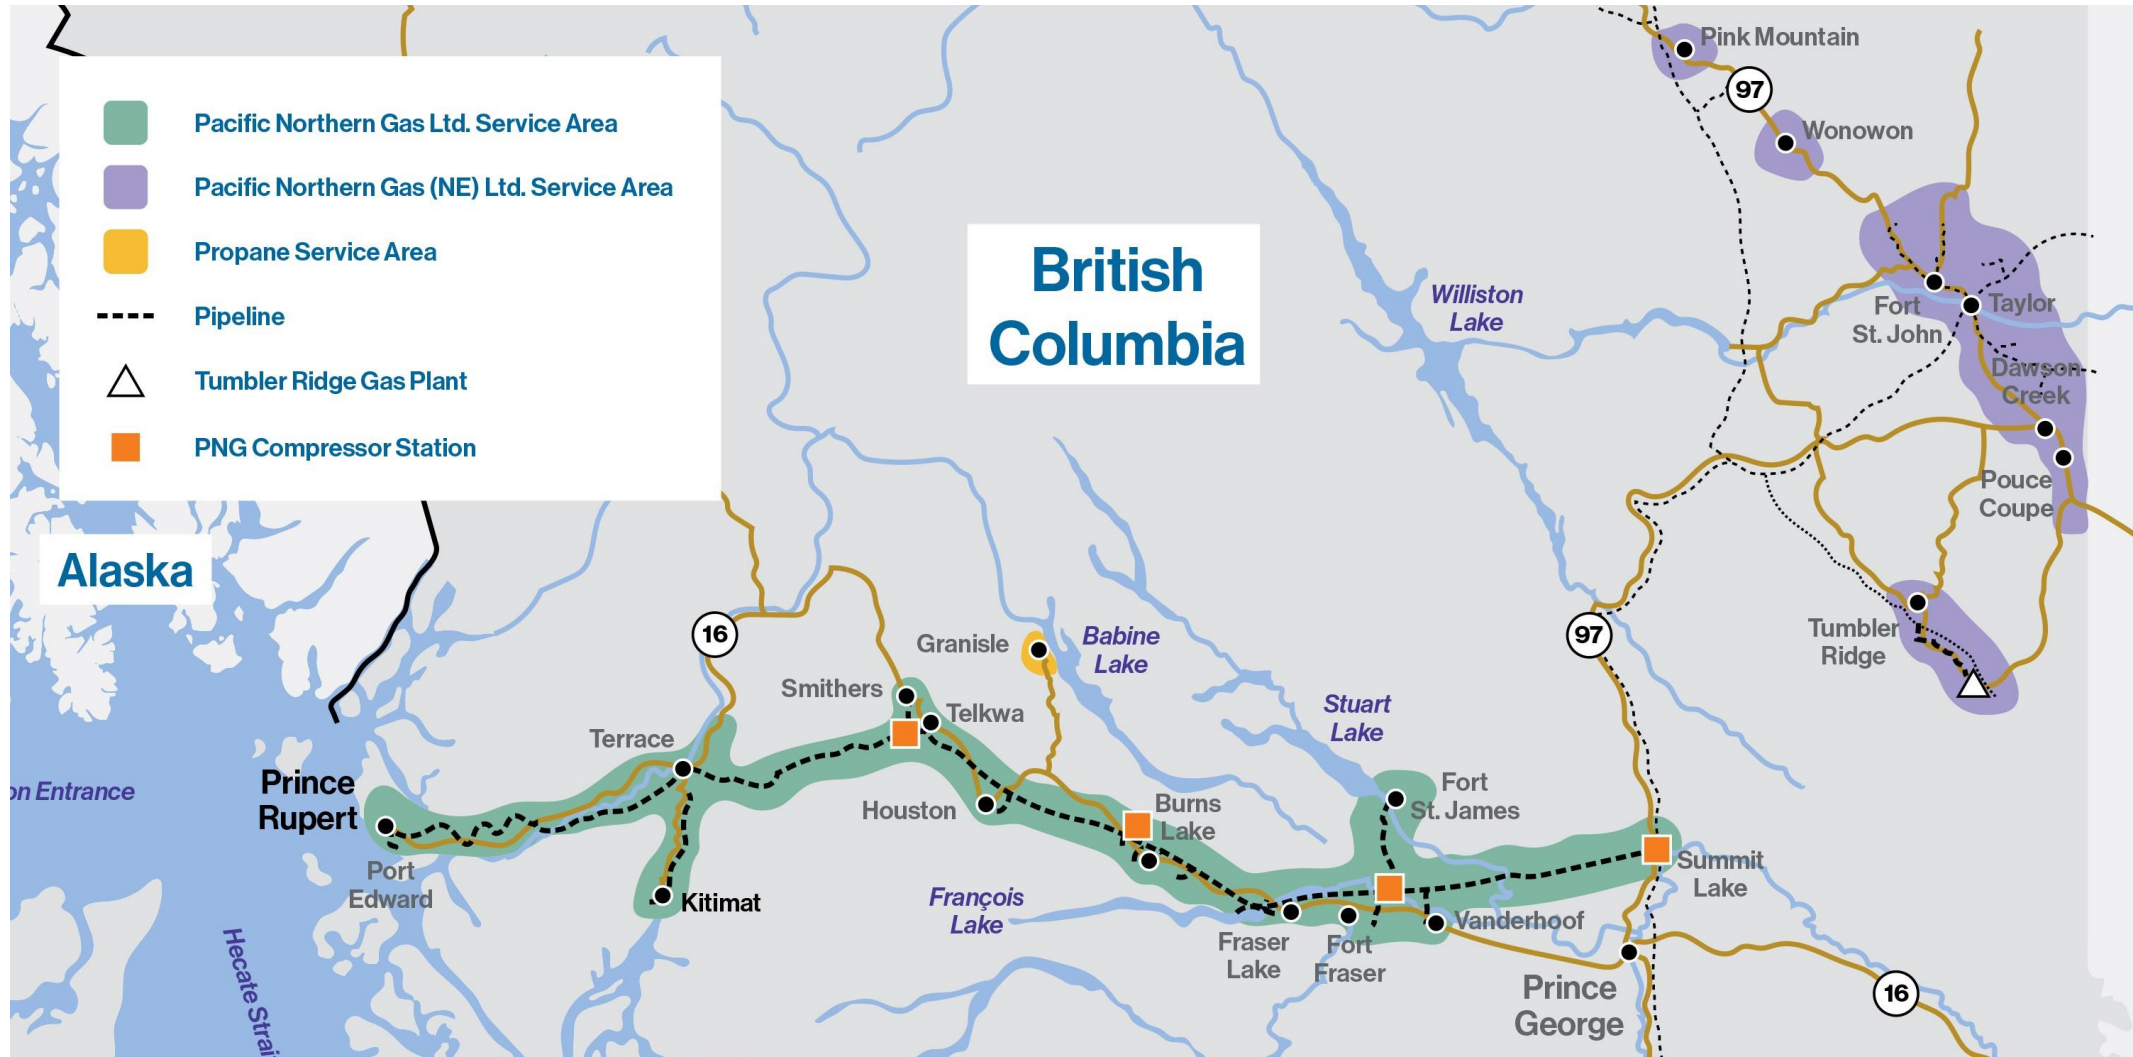 Pacific Northern Gas Ltd. Service Area
Pacific Northern Gas (NE) Ltd. Service Area
Propane Service Area
Pipeline
Tumbler Ridge Gas Plant
PNG Compressor Station
British
Columbia
Alaska
Pink Mountain
97
Wonowon
Williston
Lake
Fort
St. John
Taylor
Dawson
Creek
Pouce
Coupe
Tumbler
Ridge
97
16
Granisle
Babine
Lake
Smithers
Telkwa
Stuart
Lake
Terrace
Prince
Rupert
on Entrance
Port
Edward
Kitimat
Houston
Burns
Lake
Fort
St. James
Summit
Lake
François
Lake
Fraser
Lake
Fort
Fraser
Vanderhoof
Prince
George
16
Hecate Strai